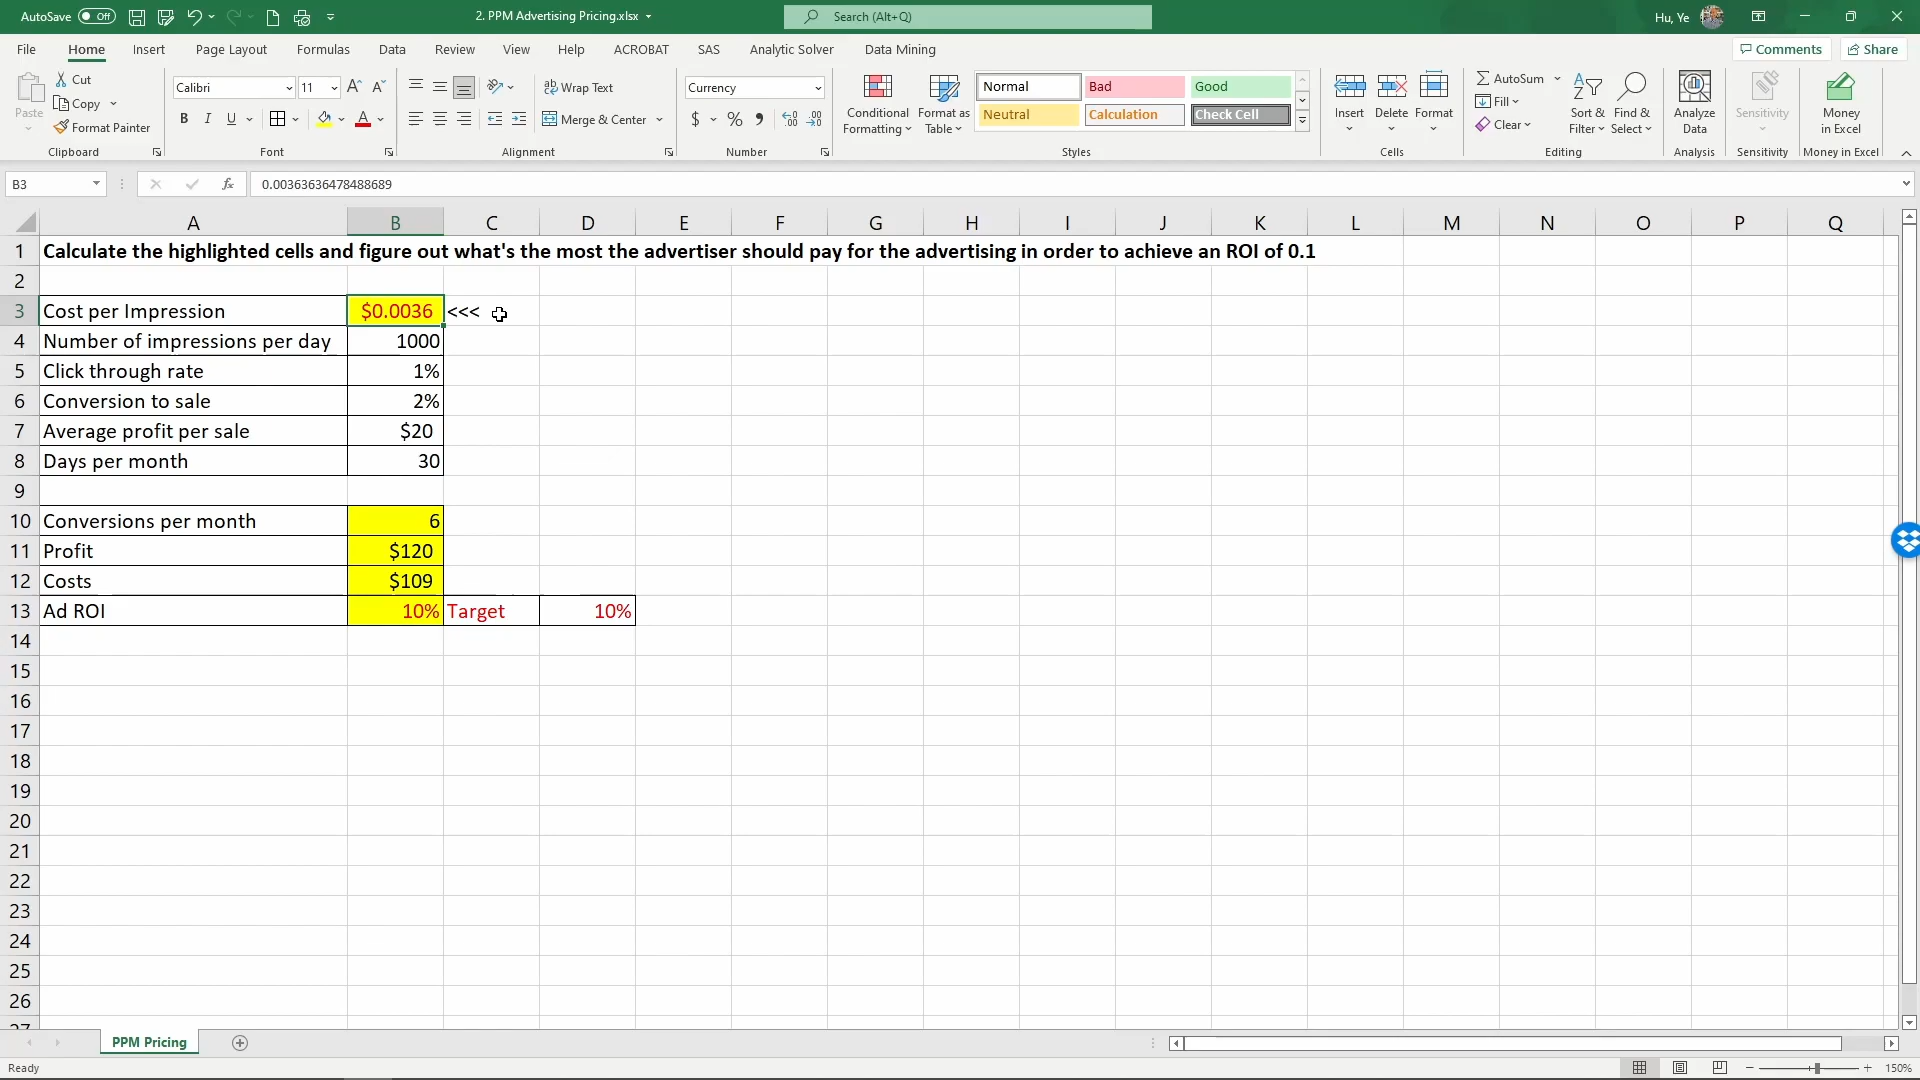 AutoSave Off 2. PPM Advertising Pricing.xlsx Search (Alt+Q) Hu, Ye
File Home Insert Page Layout Formulas Data Review View Help ACROBAT SAS Analytic Solver Data Mining Comments Share
Paste Cut Copy Format Painter Clipboard
Calibri 11 A A B I U A Font
ab Wrap Text Merge & Center Alignment
Currency $ % Number
Conditional Formatting Format as Table Normal Bad Good Neutral Calculation Check Cell Styles
Insert Delete Format Cells
AutoSum Fill Clear Sort & Filter Find & Select Editing
Analyze Data Analysis
Sensitivity Sensitivity
Money in Excel Money in Excel
B3 fx 0.00363636478488689
A B C D E F G H I J K L M N O P Q
1 Calculate the highlighted cells and figure out what's the most the advertiser should pay for the advertising in order to achieve an ROI of 0.1
2
3 Cost per Impression $0.0036 <<<
4 Number of impressions per day 1000
5 Click through rate 1%
6 Conversion to sale 2%
7 Average profit per sale $20
8 Days per month 30
9
10 Conversions per month 6
11 Profit $120
12 Costs $109
13 Ad ROI 10% Target 10%
14
15
16
17
18
19
20
21
22
23
24
25
26
27
PPM Pricing
Ready 150%